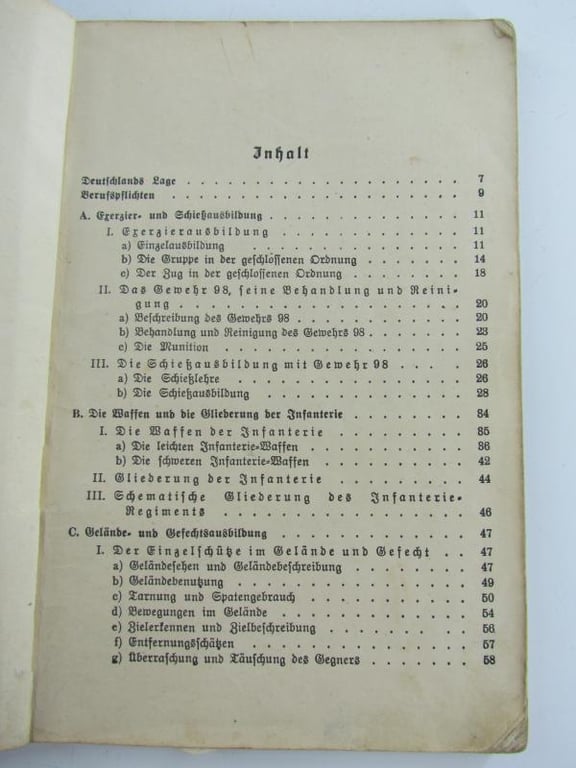 Inhalt
Deutschlands Lage . . . . . . . . . . . . . . . . . . . . 7
Berufspflichten . . . . . . . . . . . . . . . . . . . . 9
A. Exerzier- und Schießausbildung . . . . . . . . . . . . . . 11
I. Exerzierausbildung . . . . . . . . . . . . . . 11
a) Einzelausbildung . . . . . . . . . . . . . . 11
b) Die Gruppe in der geschlossenen Ordnung . . . . . . . 14
c) Der Zug in der geschlossenen Ordnung . . . . . . . . 18
II. Das Gewehr 98, seine Behandlung und Reini-
gung . . . . . . . . . . . . . . . . . . 20
a) Beschreibung des Gewehrs 98 . . . . . . . . . . . 20
b) Behandlung und Reinigung des Gewehrs 98 . . . . . . . 23
c) Die Munition . . . . . . . . . . . . . . . . 25
III. Die Schießausbildung mit Gewehr 98 . . . . 26
a) Die Schießlehre . . . . . . . . . . . . . . . . 26
b) Die Schießausbildung . . . . . . . . . . . . . . 28
B. Die Waffen und die Gliederung der Infanterie . . . . . . . . . 34
I. Die Waffen der Infanterie . . . . . . . . . 35
a) Die leichten Infanterie-Waffen . . . . . . . . . . . 36
b) Die schweren Infanterie-Waffen . . . . . . . . . . 42
II. Gliederung der Infanterie . . . . . . . . . 44
III. Schematische Gliederung des Infanterie-
Regiments . . . . . . . . . . . . . . . . 46
C. Gelände- und Gefechtsausbildung . . . . . . . . . . . . . 47
I. Der Einzelschütze im Gelände und Gefecht . . 47
a) Geländesehen und Geländebeschreibung . . . . . . . . 47
b) Geländebenutzung . . . . . . . . . . . . . . . 49
c) Tarnung und Spatengebrauch . . . . . . . . . . . 50
d) Bewegungen im Gelände . . . . . . . . . . . . . 54
e) Zielerkennen und Zielbeschreibung . . . . . . . . . 56
f) Entfernungsschätzen . . . . . . . . . . . . . . 57
g) Überraschung und Täuschung des Gegners . . . . . . . 58